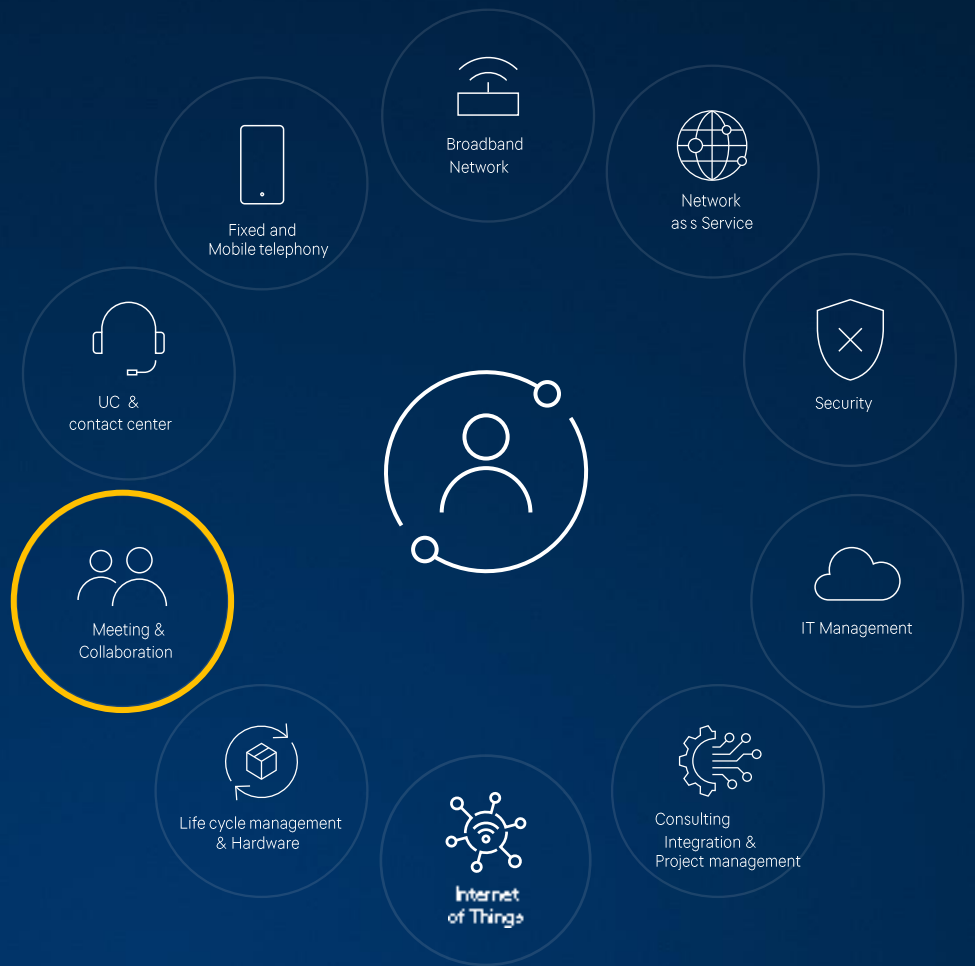 Broadband
Network
Network
as s Service
Fixed and
Mobile telephony
Security
UC &
contact center
IT Management
Meeting &
Collaboration
Life cycle management
& Hardware
Consulting
Integration &
Project management
Internet
of Things